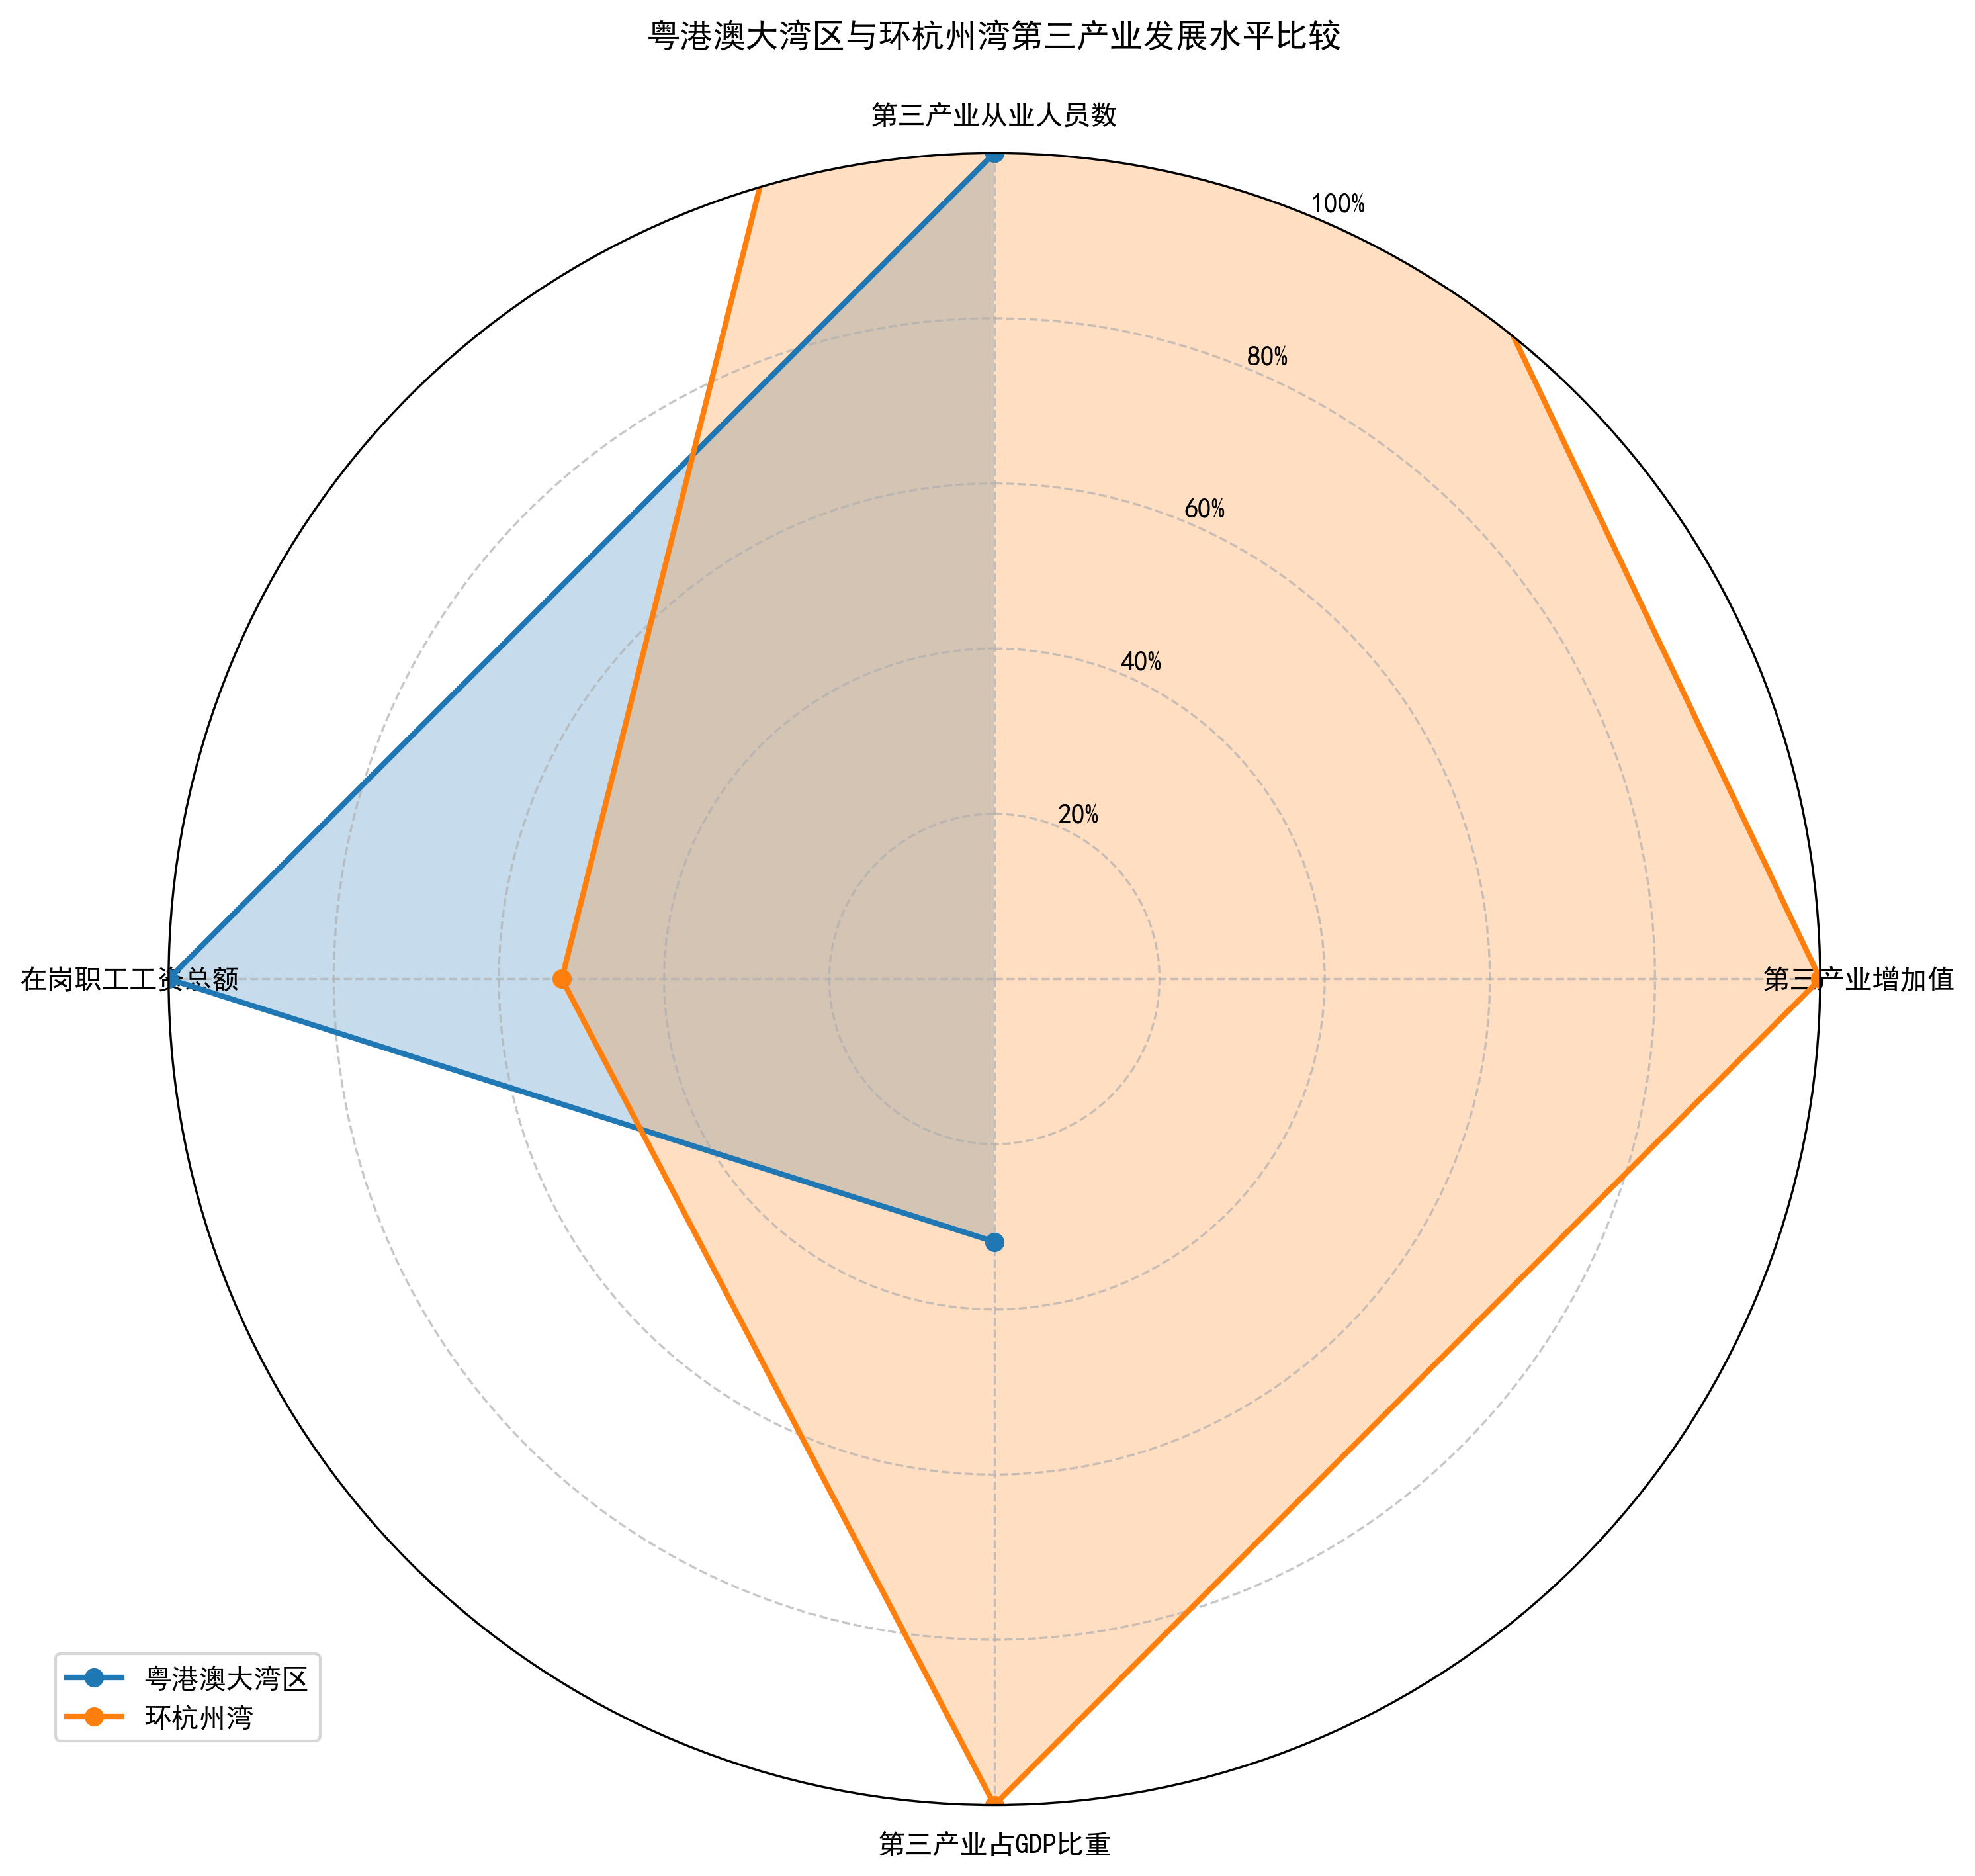 粤港澳大湾区与环杭州湾第三产业发展水平比较
第三产业从业人员数
100%
80%
60%
40%
20%
在岗职工工资总额
第三产业增加值
粤港澳大湾区
环杭州湾
第三产业占GDP比重